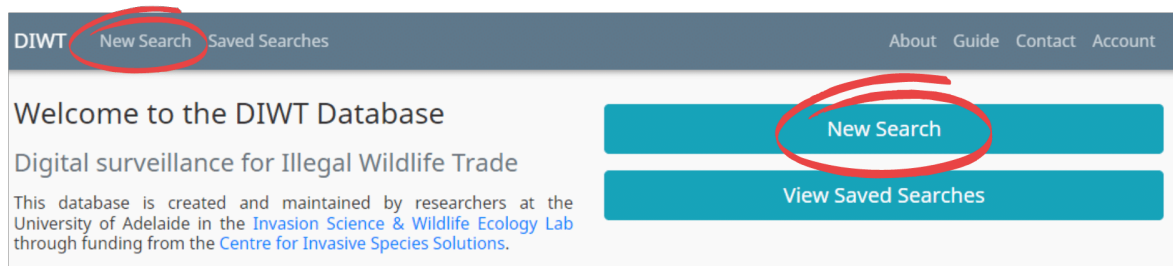 DIWT New Search Saved Searches About Guide Contact Account
Welcome to the DIWT Database
Digital surveillance for Illegal Wildlife Trade
This database is created and maintained by researchers at the
University of Adelaide in the Invasion Science & Wildlife Ecology Lab
through funding from the Centre for Invasive Species Solutions.
New Search
View Saved Searches